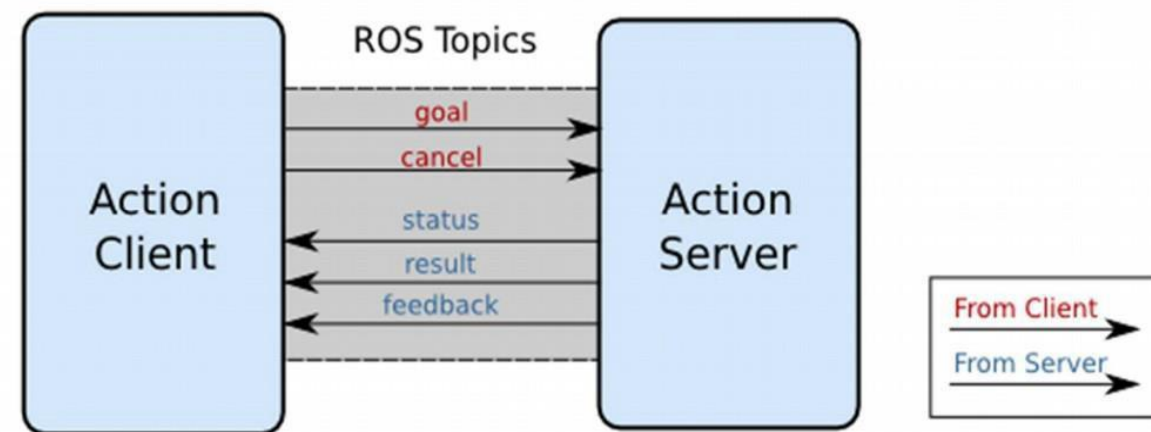 ROS Topics
goal
cancel
status
result
feedback
Action
Client
Action
Server
From Client
From Server